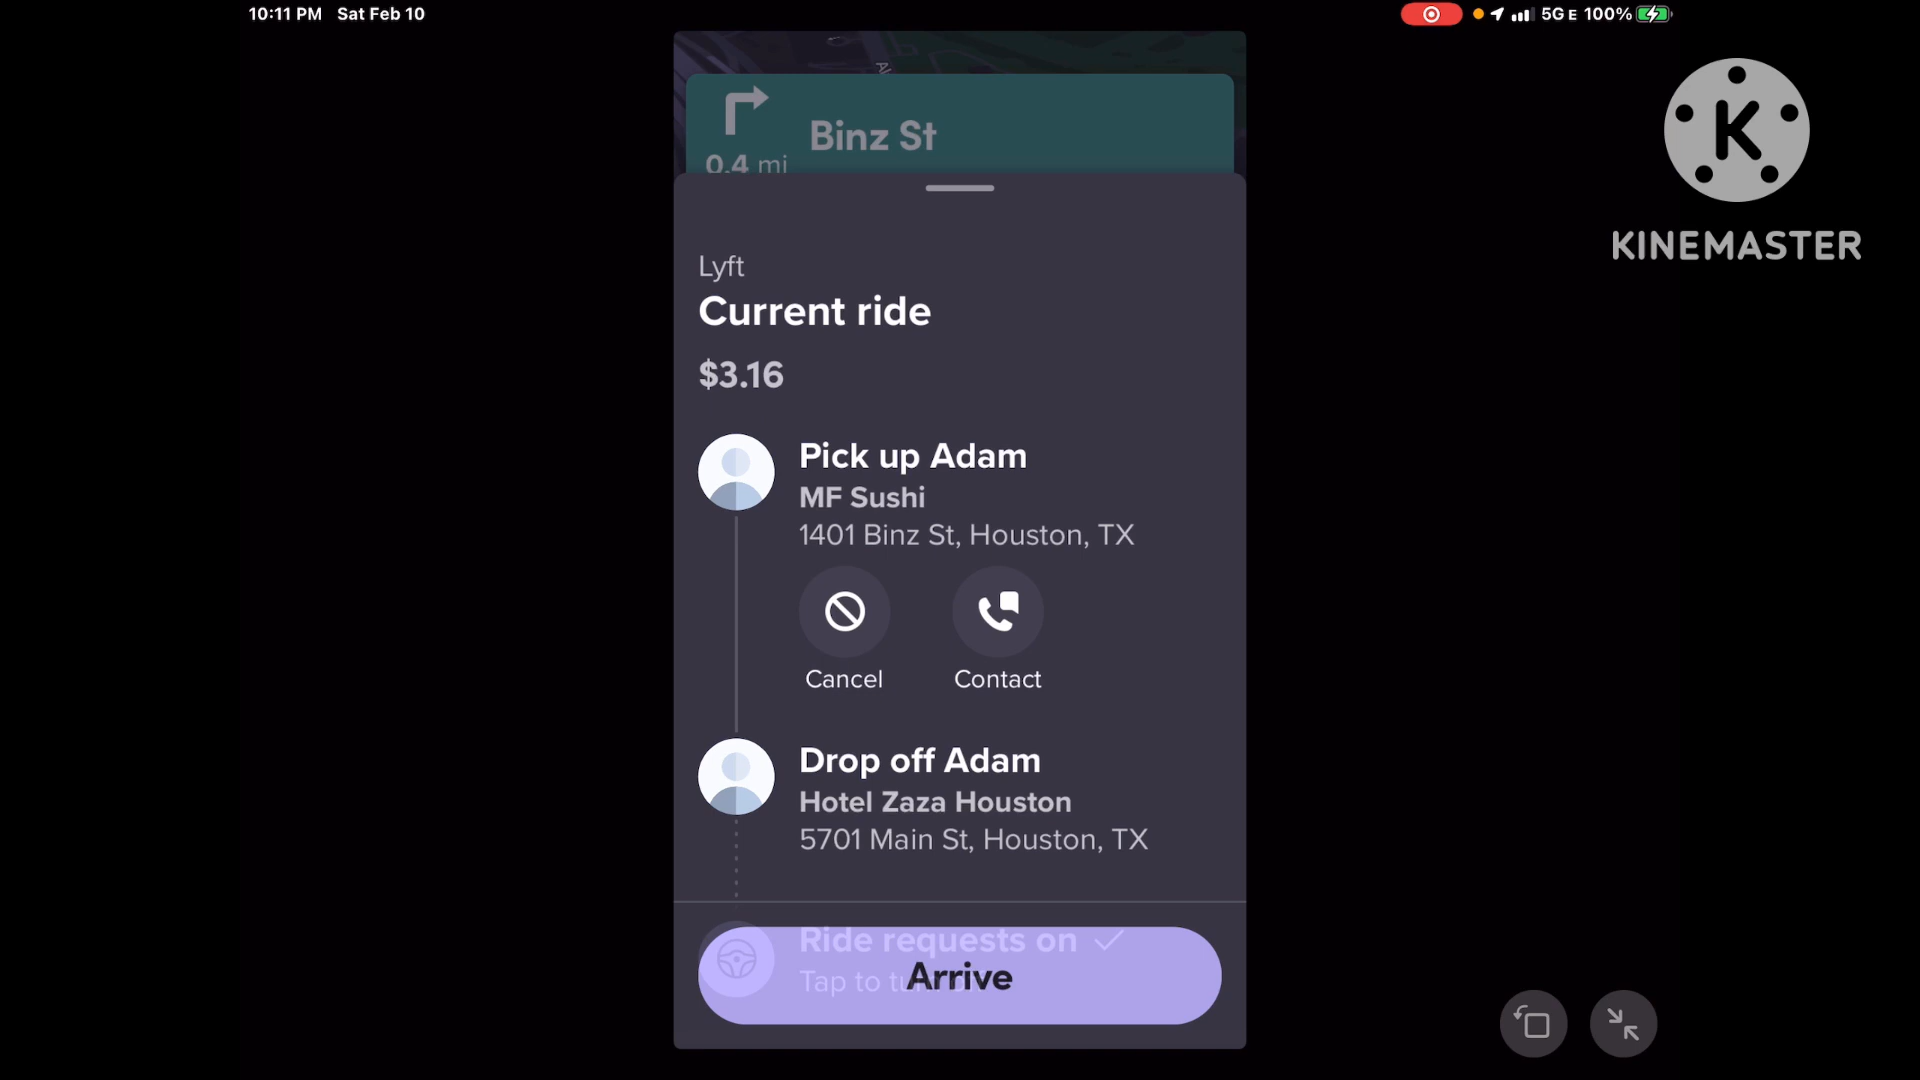 10:11 PM Sat Feb 10
5G E 100%
Binz St
0.4 mi
KINEMASTER
Lyft
Current ride
$3.16
Pick up Adam
MF Sushi
1401 Binz St, Houston, TX
Cancel
Contact
Drop off Adam
Hotel Zaza Houston
5701 Main St, Houston, TX
Ride requests on
Tap to
Arrive